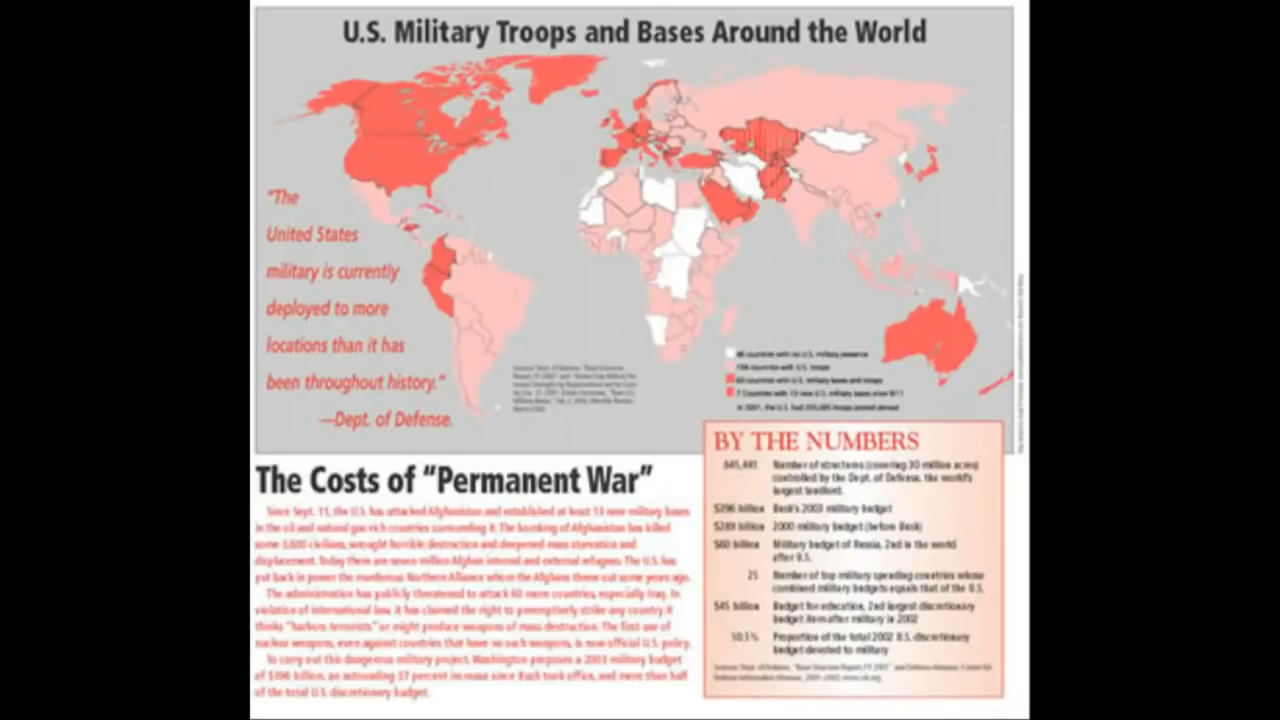 U.S. Military Troops and Bases Around the World
"The
United States
military is currently
deployed to more
locations than it has
been throughout history."
—Dept. of Defense.
countries with no U.S. military presence
countries with U.S. troops
countries with U.S. military bases and troops
7 Countries with 13 new U.S. military bases since 9/11
In 2001, the U.S. had troops posted abroad
The Costs of "Permanent War"
Since Sept. 11, the U.S. has attacked Afghanistan and established at least 13 new military bases
in the oil and natural gas rich countries surrounding it. The bombing of Afghanistan has killed
some civilians, wrought horrible destruction and deepened mass starvation and
displacement. Today there are seven million Afghan internal and external refugees. The U.S. has
put back in power the murderous Northern Alliance whom the Afghans threw out some years ago.
The administration has publicly threatened to attack 60 more countries, especially Iraq. In
violation of international law, it has claimed the right to preemptively strike any country it
thinks "harbors terrorists" or might produce weapons of mass destruction. The first use of
nuclear weapons, even against countries that have no such weapons, is now official U.S. policy.
To carry out this dangerous military project, Washington proposes a 2003 military budget
of $396 billion, an astounding 37 percent increase since Bush took office, and more than half
of the total U.S. discretionary budget.
BY THE NUMBERS
Number of structures (covering 30 million acres)
controlled by the Dept. of Defense, the world's
largest landlord.
$396 billion Bush's 2003 military budget
$289 billion 2000 military budget (before Bush)
$60 billion Military budget of Russia, 2nd in the world
after U.S.
25 Number of top military spending countries whose
combined military budgets equals that of the U.S.
$45 billion Budget for education, 2nd largest discretionary
budget item after military in 2002
50.5% Proportion of the total 2002 U.S. discretionary
budget devoted to military